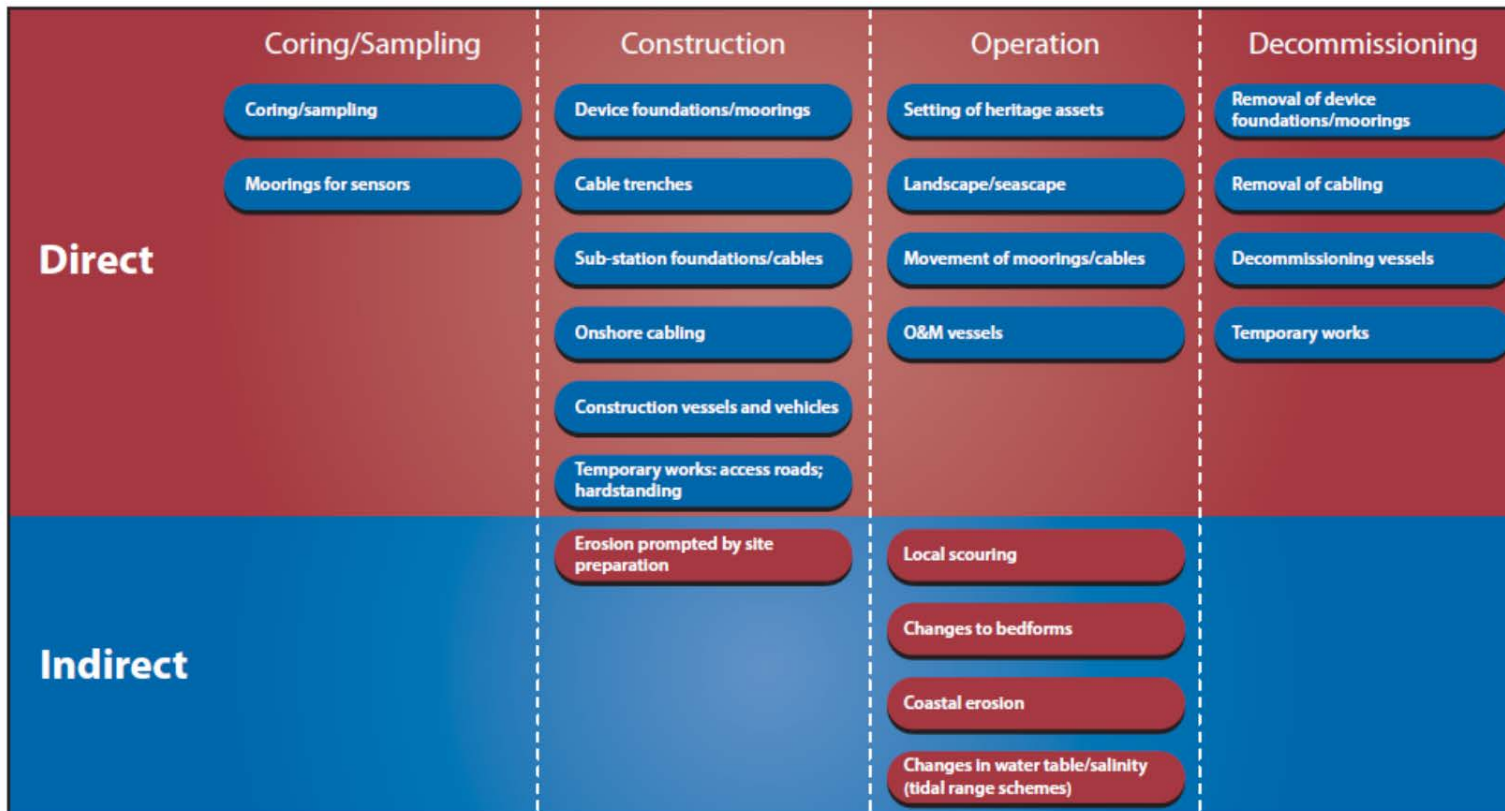 Coring/Sampling
Construction
Operation
Decommissioning
Direct
Coring/sampling
Moorings for sensors
Device foundations/moorings
Cable trenches
Sub-station foundations/cables
Onshore cabling
Construction vessels and vehicles
Temporary works: access roads;
hardstanding
Setting of heritage assets
Landscape/seascape
Movement of moorings/cables
O&M vessels
Removal of device
foundations/moorings
Removal of cabling
Decommissioning vessels
Temporary works
Indirect
Erosion prompted by site
preparation
Local scouring
Changes to bedforms
Coastal erosion
Changes in water table/salinity
(tidal range schemes)